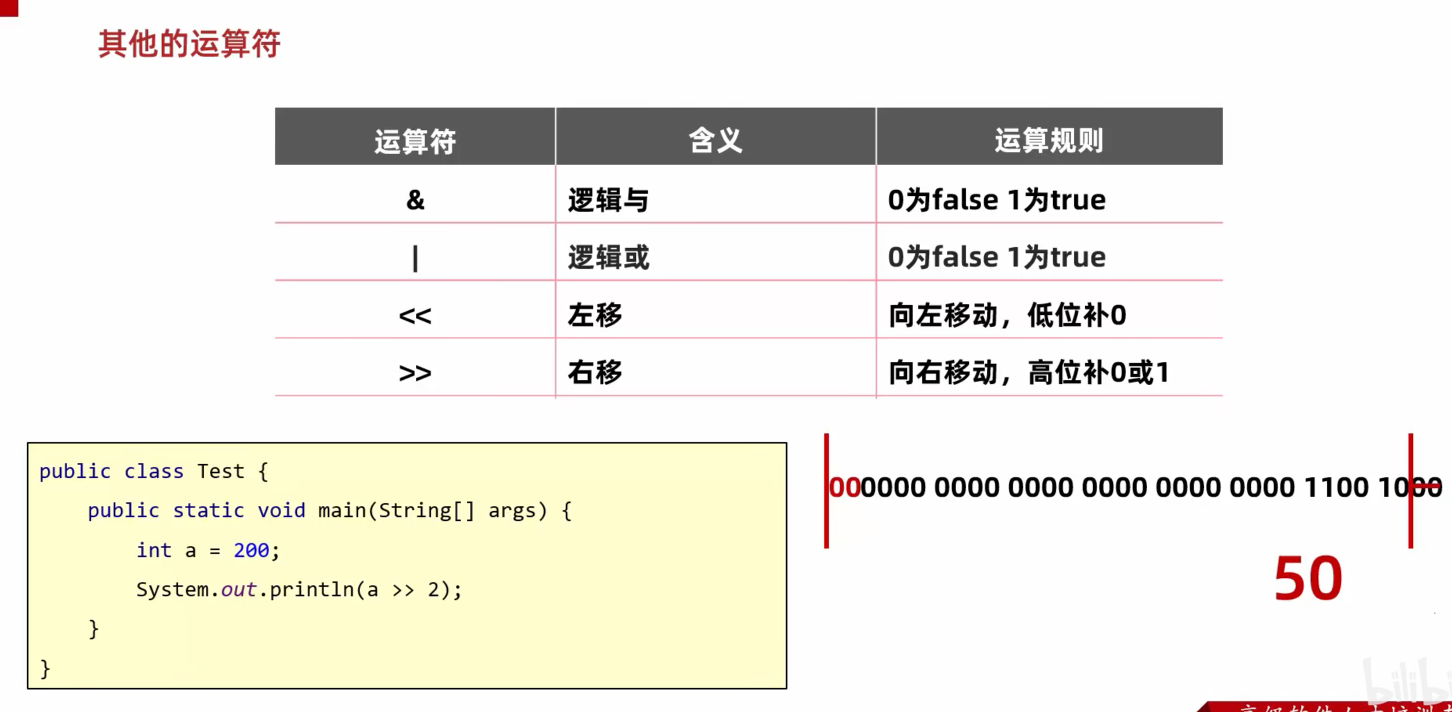 其他的运算符
运算符 含义 运算规则
& 逻辑与 0为false 1为true
| 逻辑或 0为false 1为true
<< 左移 向左移动，低位补0
>> 右移 向右移动，高位补0或1
public class Test {
    public static void main(String[] args) {
        int a = 200;
        System.out.println(a >> 2);
    }
}
000000 0000 0000 0000 0000 0000 1100 1000
50
bilibi